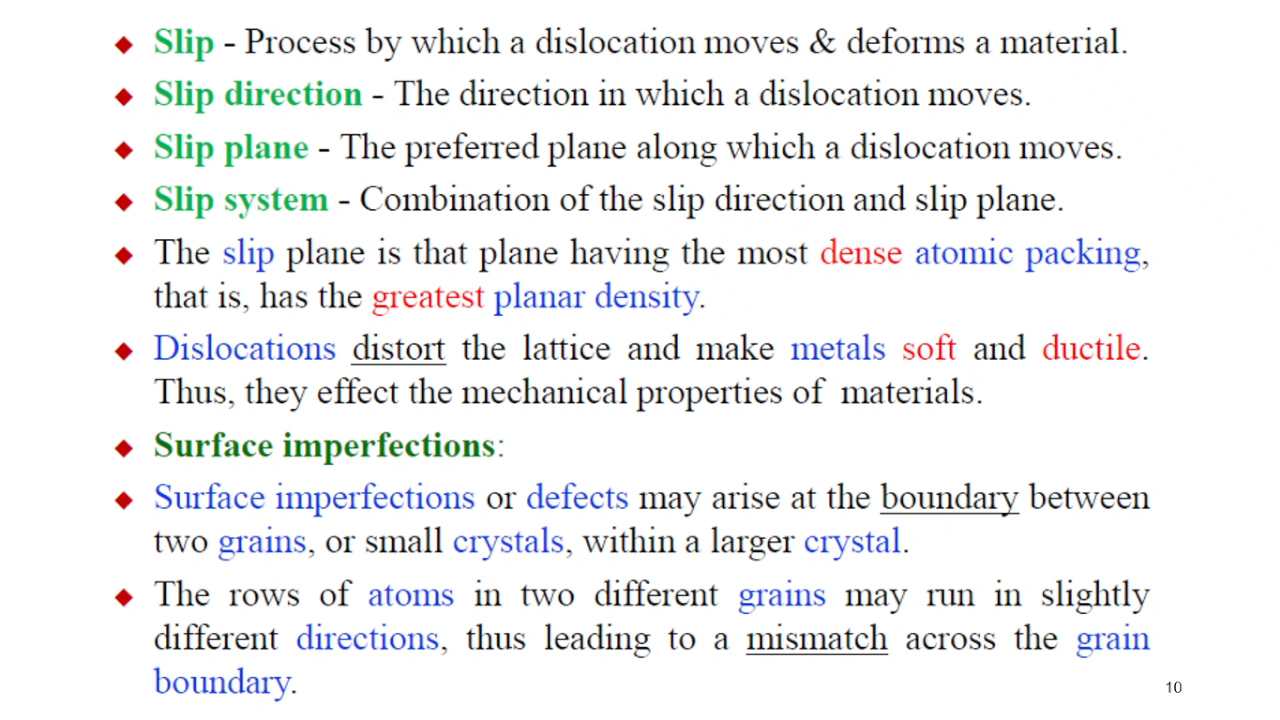 ◆ Slip - Process by which a dislocation moves & deforms a material.
◆ Slip direction - The direction in which a dislocation moves.
◆ Slip plane - The preferred plane along which a dislocation moves.
◆ Slip system - Combination of the slip direction and slip plane.
◆ The slip plane is that plane having the most dense atomic packing,
that is, has the greatest planar density.
◆ Dislocations distort the lattice and make metals soft and ductile.
Thus, they effect the mechanical properties of materials.
◆ Surface imperfections:
◆ Surface imperfections or defects may arise at the boundary between
two grains, or small crystals, within a larger crystal.
◆ The rows of atoms in two different grains may run in slightly
different directions, thus leading to a mismatch across the grain
boundary.
10